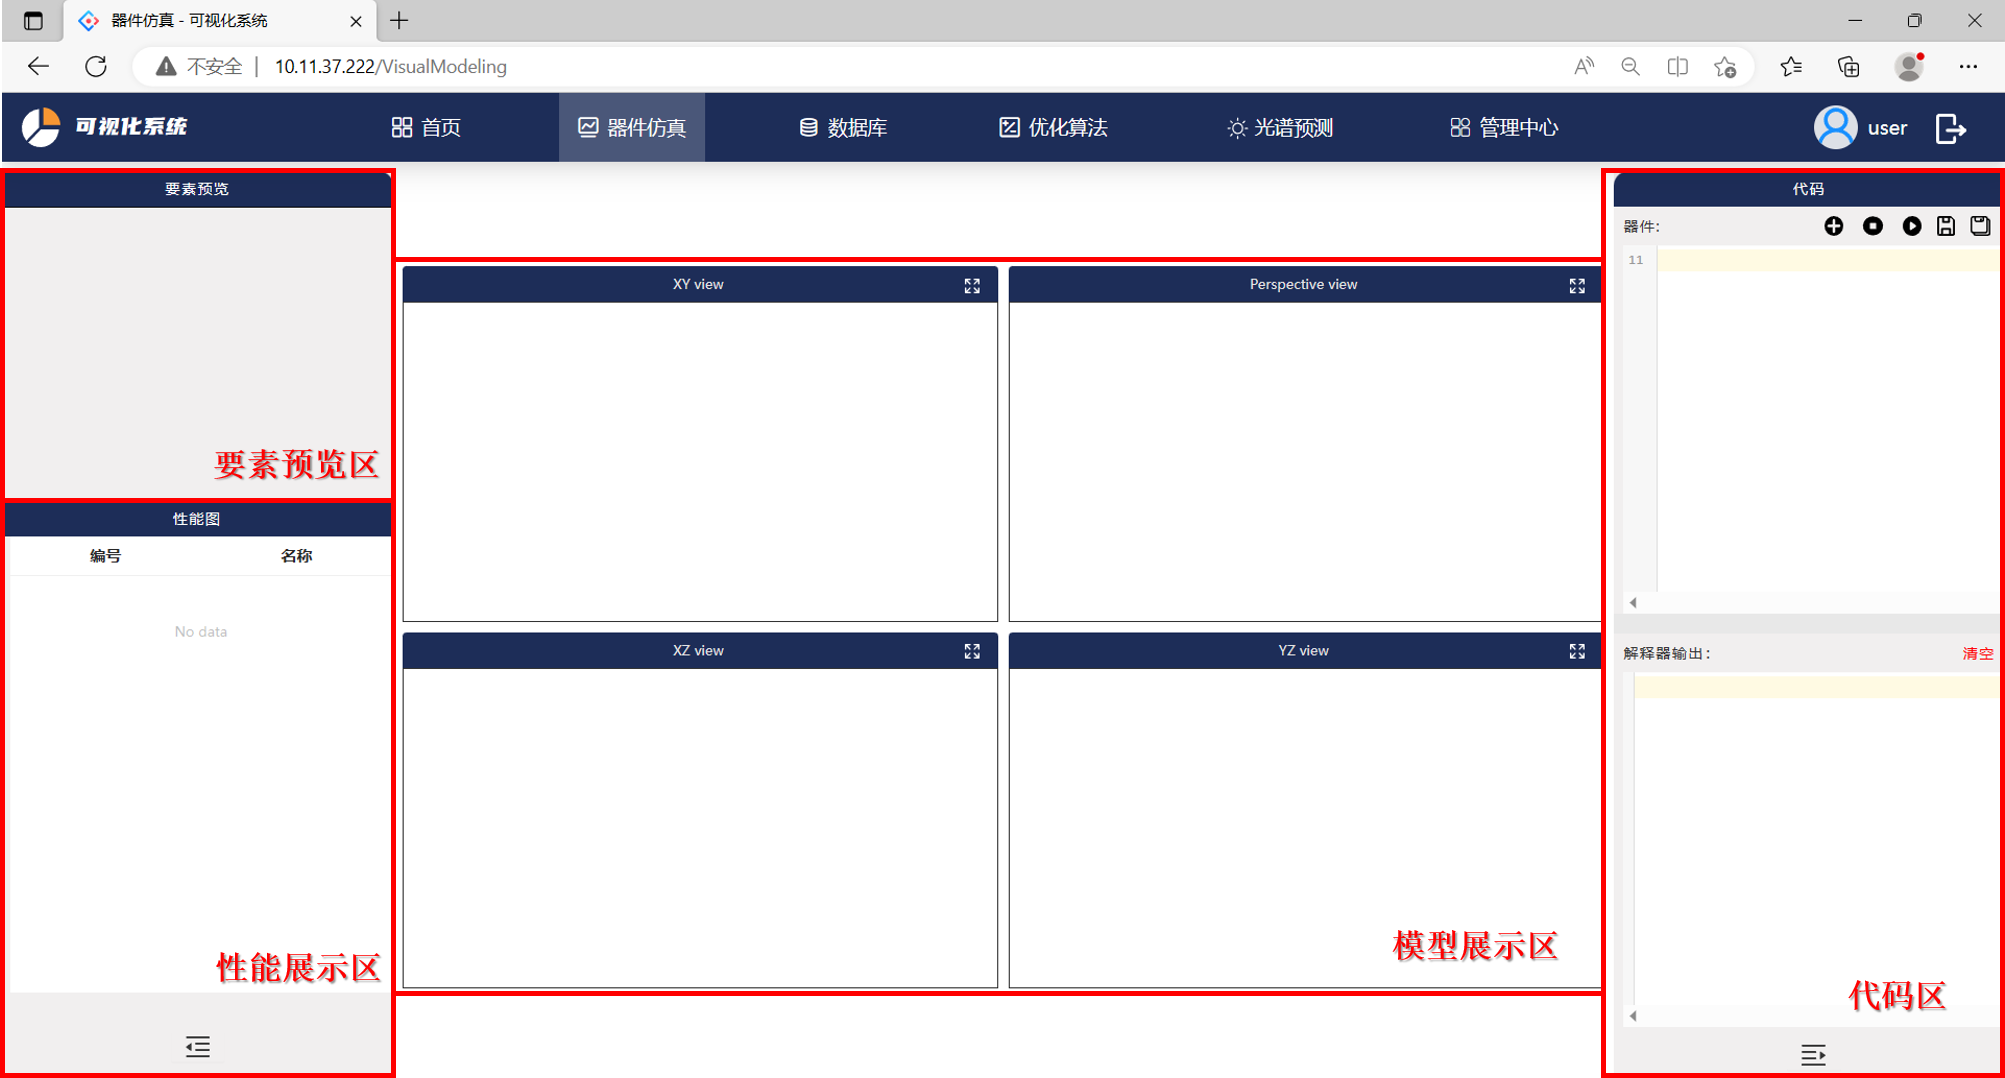 器件仿真 - 可视化系统
不安全 | 10.11.37.222/VisualModeling
可视化系统
首页
器件仿真
数据库
优化算法
光谱预测
管理中心
user
要素预览
要素预览区
性能图
编号 名称
No data
性能展示区
XY view
Perspective view
XZ view
YZ view
模型展示区
代码
器件:
11
解释器输出: 清空
代码区